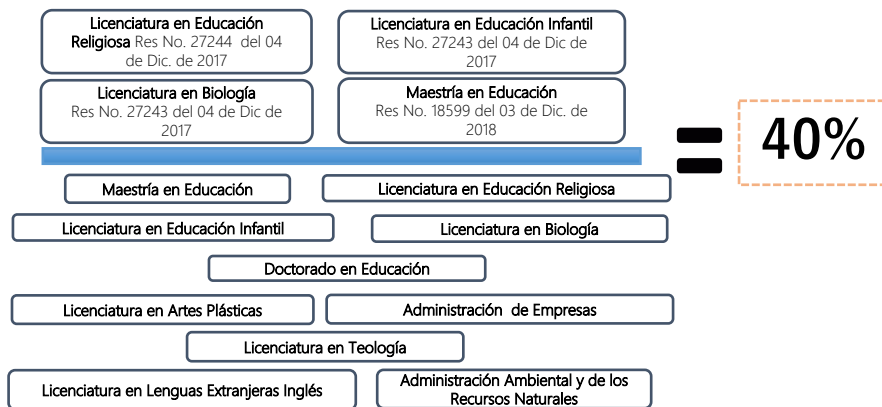 Licenciatura en Educación
Religiosa Res No. 27244 del 04
de Dic. de 2017
Licenciatura en Educación Infantil
Res No. 27243 del 04 de Dic de
2017
Licenciatura en Biología
Res No. 27243 del 04 de Dic de
2017
Maestría en Educación
Res No. 18599 del 03 de Dic. de
2018
= 40%
Maestría en Educación
Licenciatura en Educación Religiosa
Licenciatura en Educación Infantil
Licenciatura en Biología
Doctorado en Educación
Licenciatura en Artes Plásticas
Administración de Empresas
Licenciatura en Teología
Licenciatura en Lenguas Extranjeras Inglés
Administración Ambiental y de los
Recursos Naturales